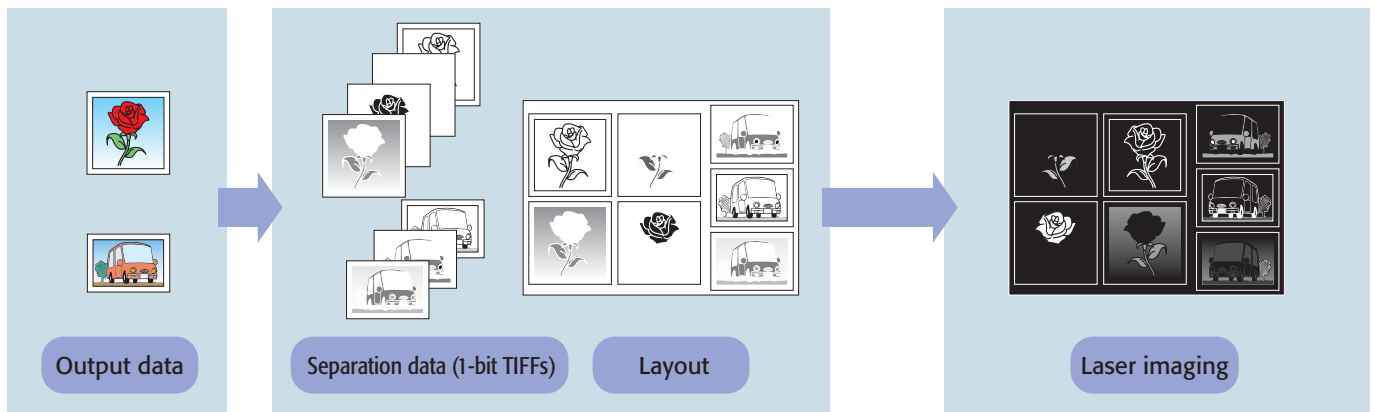 Output data
Separation data (1-bit TIFFs)
Layout
Laser imaging